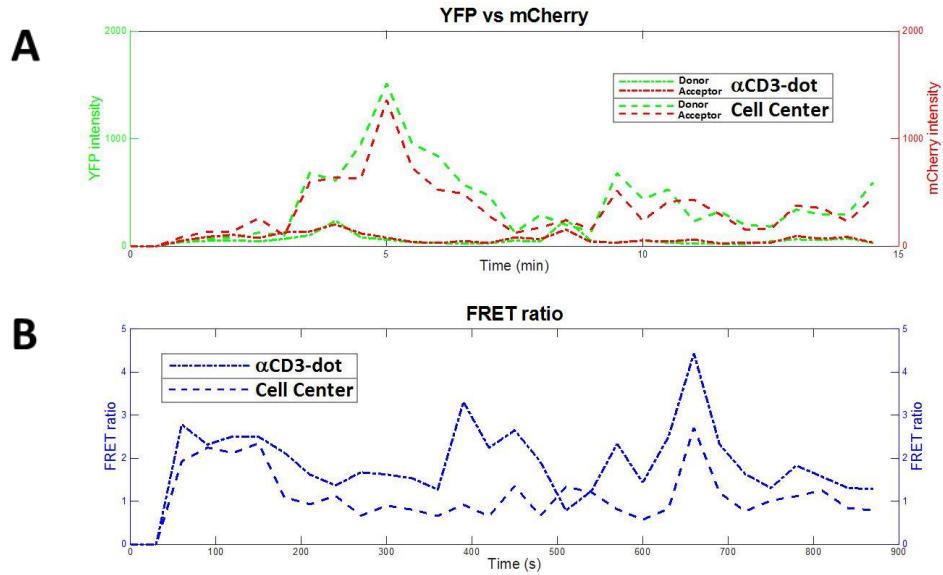 A
YFP vs mCherry
2000
1000
0
YFP intensity
2000
1000
0
mCherry intensity
Donor
Acceptor αCD3-dot
Donor
Acceptor Cell Center
0 5 10 15
Time (min)
B
FRET ratio
5
4
3
2
1
0
FRET ratio
5
4
3
2
1
0
FRET ratio
αCD3-dot
Cell Center
0 100 200 300 400 500 600 700 800 900
Time (s)